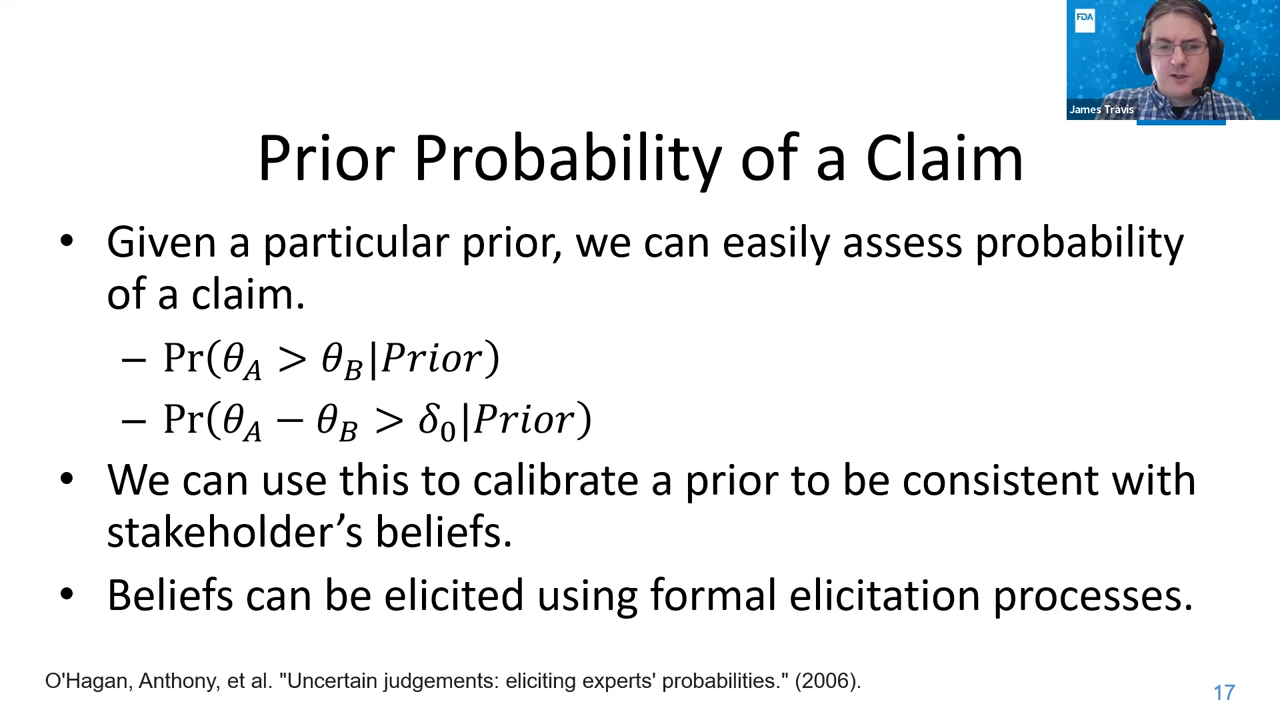 FDA
James Travis
Prior Probability of a Claim
• Given a particular prior, we can easily assess probability
of a claim.
– Pr(θ_A > θ_B|Prior)
– Pr(θ_A − θ_B > δ_0|Prior)
• We can use this to calibrate a prior to be consistent with
stakeholder’s beliefs.
• Beliefs can be elicited using formal elicitation processes.
O'Hagan, Anthony, et al. "Uncertain judgements: eliciting experts' probabilities." (2006).
17